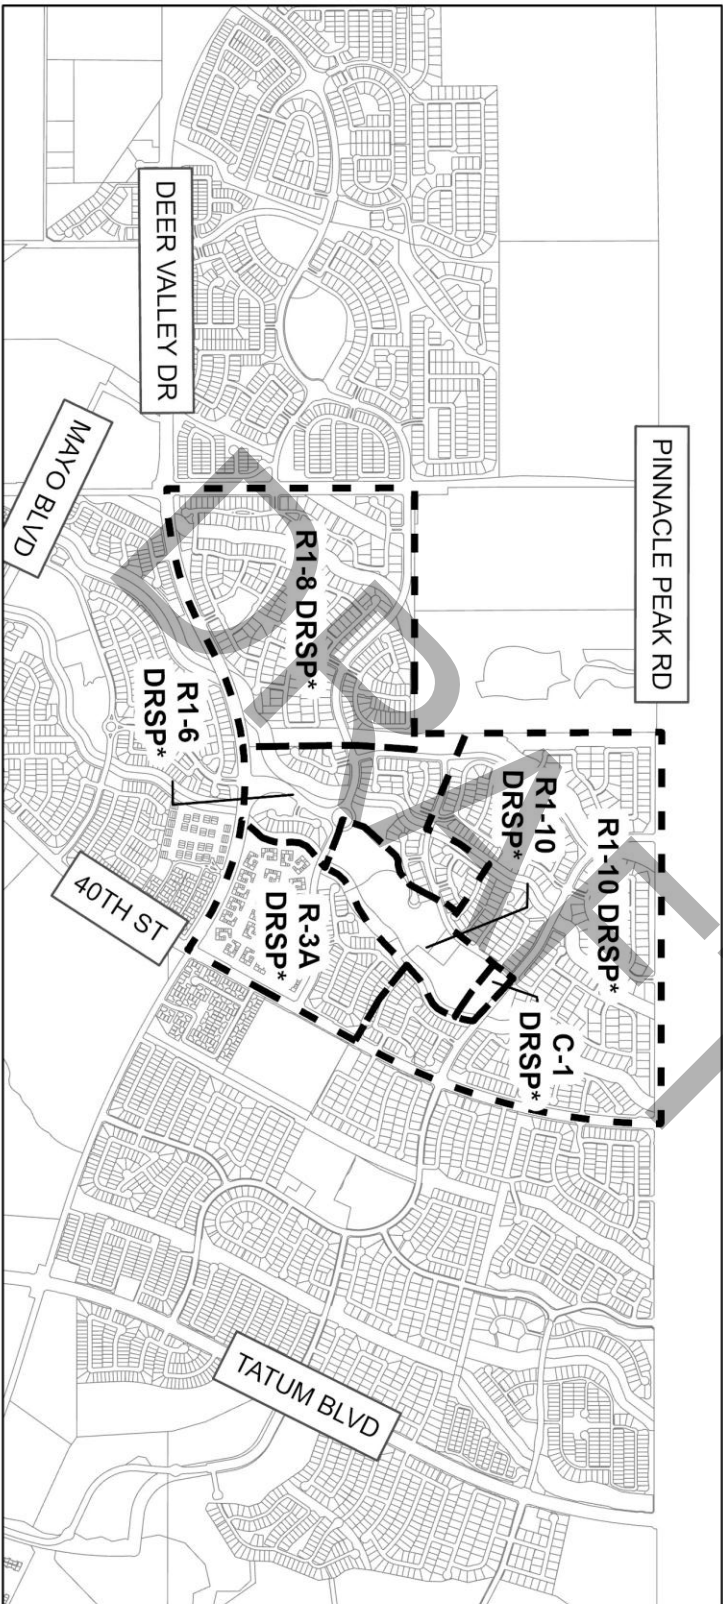 PINNACLE PEAK RD
DEER VALLEY DR
MAYO BLVD
R1-8 DRSP*
R1-6
DRSP*
R1-10
DRSP*
R1-10 DRSP*
C-1
DRSP*
R-3A
DRSP*
40TH ST
TATUM BLVD
DRAFT